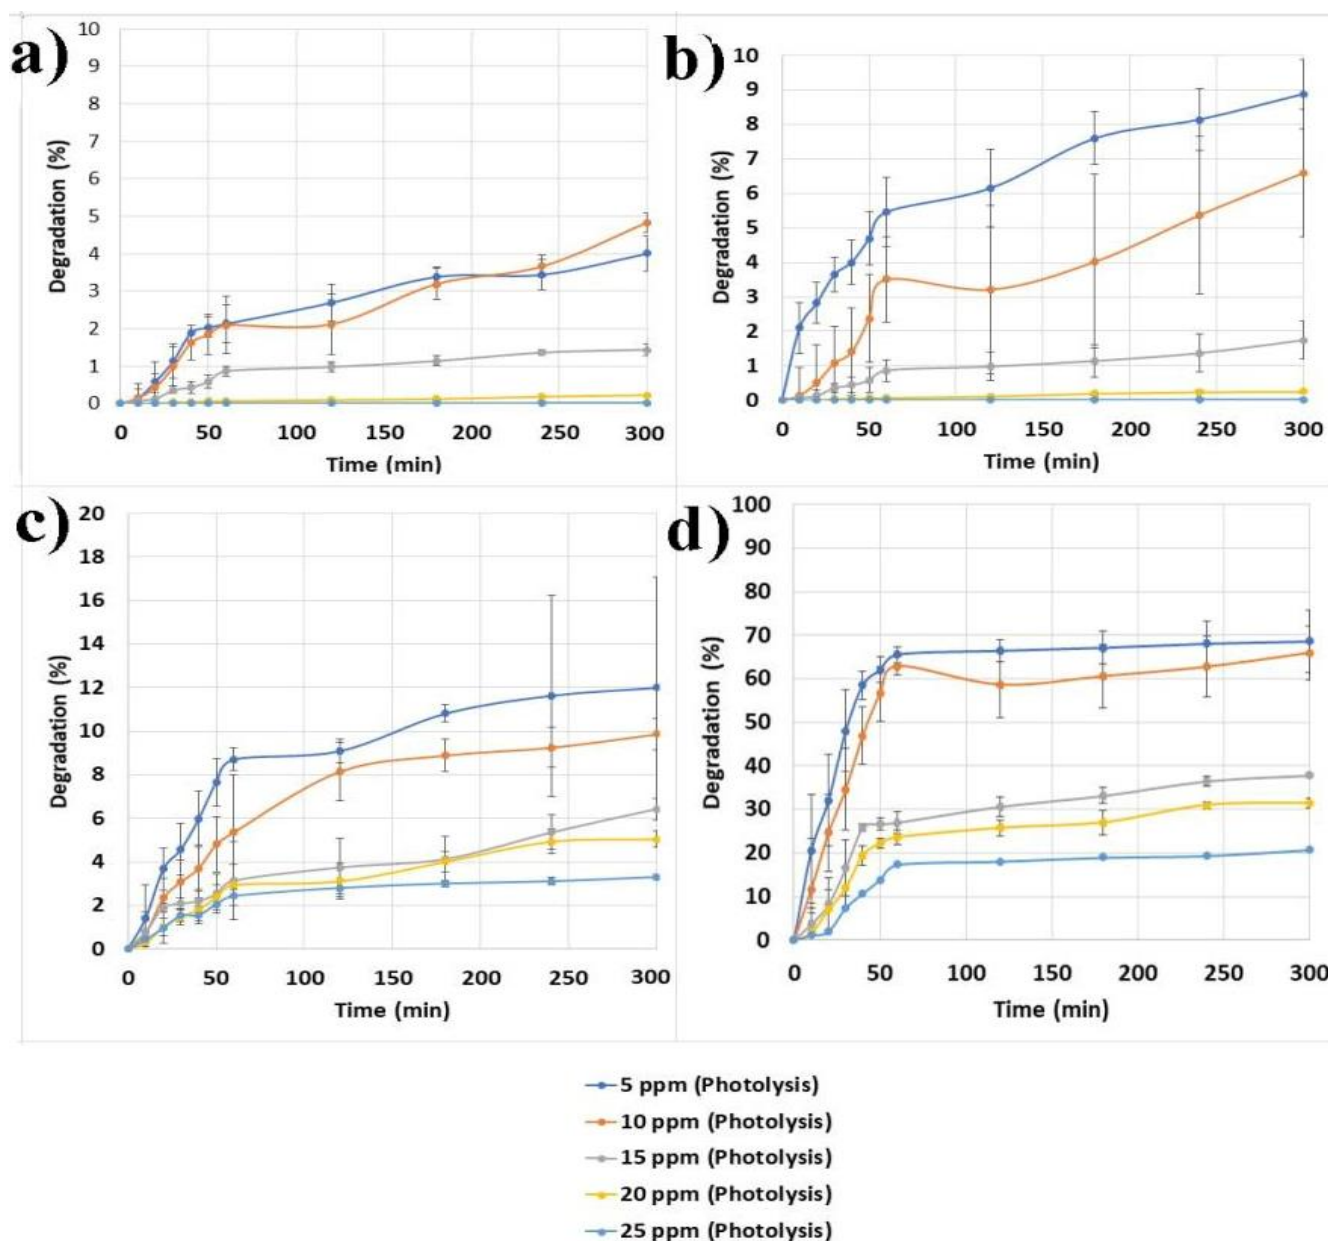 a)
10
9
8
7
6
5
4
3
2
1
0
Degradation (%)
0 50 100 150 200 250 300
Time (min)
b)
10
9
8
7
6
5
4
3
2
1
0
Degradation (%)
0 50 100 150 200 250 300
Time (min)
c)
20
18
16
14
12
10
8
6
4
2
0
Degradation (%)
0 50 100 150 200 250 300
Time (min)
d)
100
90
80
70
60
50
40
30
20
10
0
Degradation (%)
0 50 100 150 200 250 300
Time (min)
5 ppm (Photolysis)
10 ppm (Photolysis)
15 ppm (Photolysis)
20 ppm (Photolysis)
25 ppm (Photolysis)